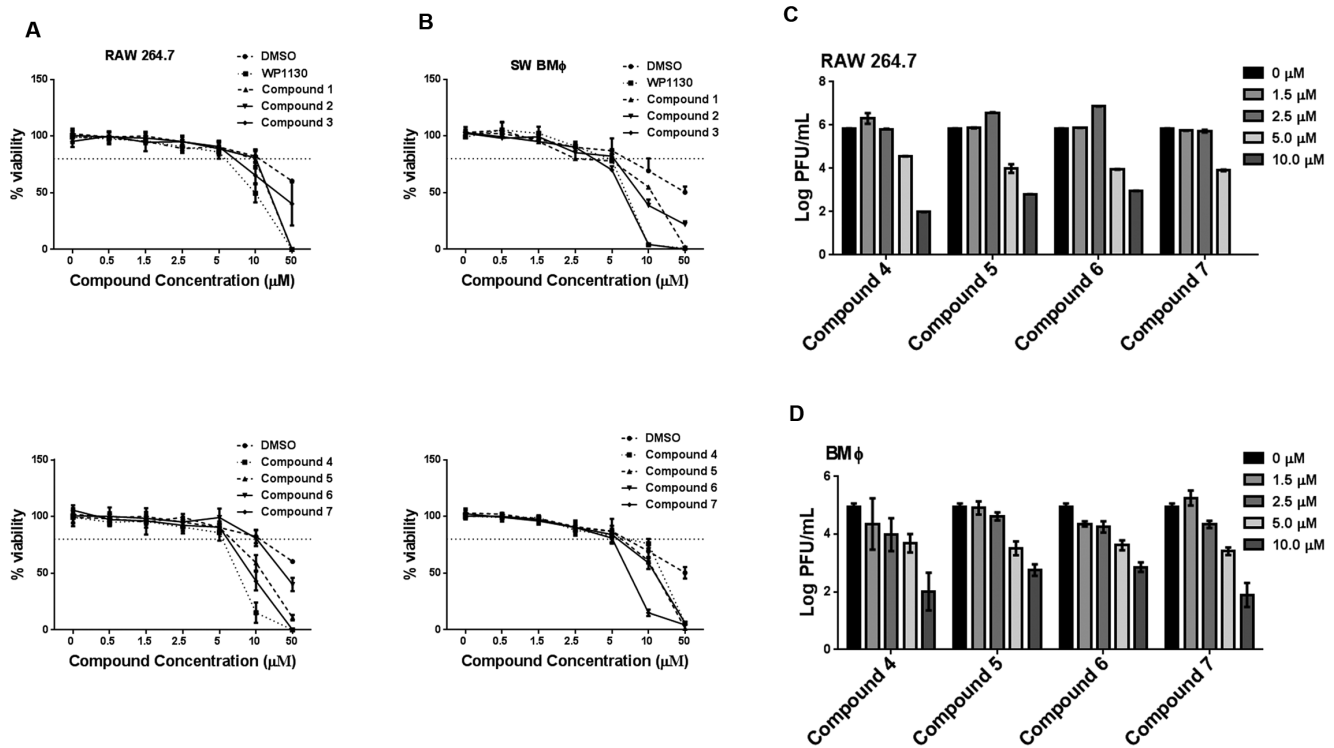 A
RAW 264.7
DMSO
WP1130
Compound 1
Compound 2
Compound 3
150
100
50
0
% viability
0 0.5 1.5 2.5 5 10 50
Compound Concentration (μM)
B
SW BMϕ
DMSO
WP1130
Compound 1
Compound 2
Compound 3
150
100
50
0
% viability
0 0.5 1.5 2.5 5 10 50
Compound Concentration (μM)
C
RAW 264.7
8
6
4
2
0
Log PFU/mL
0 μM
1.5 μM
2.5 μM
5.0 μM
10.0 μM
Compound 4
Compound 5
Compound 6
Compound 7
DMSO
Compound 4
Compound 5
Compound 6
Compound 7
150
100
50
0
% viability
0 0.5 1.5 2.5 5 10 50
Compound Concentration (μM)
DMSO
Compound 4
Compound 5
Compound 6
Compound 7
150
100
50
0
% viability
0 0.5 1.5 2.5 5 10 50
Compound Concentration (μM)
D
BMϕ
6
4
2
0
Log PFU/mL
0 μM
1.5 μM
2.5 μM
5.0 μM
10.0 μM
Compound 4
Compound 5
Compound 6
Compound 7